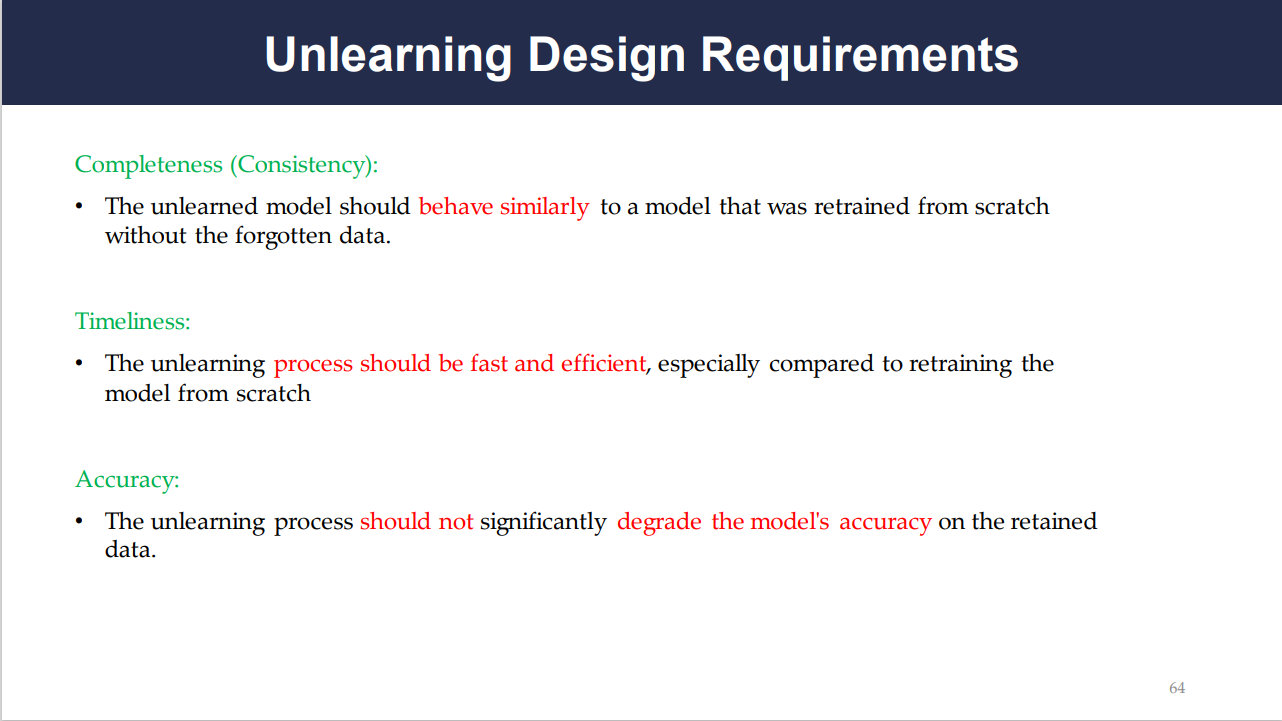 Unlearning Design Requirements
Completeness (Consistency):
• The unlearned model should behave similarly to a model that was retrained from scratch
without the forgotten data.
Timeliness:
• The unlearning process should be fast and efficient, especially compared to retraining the
model from scratch
Accuracy:
• The unlearning process should not significantly degrade the model's accuracy on the retained
data.
64